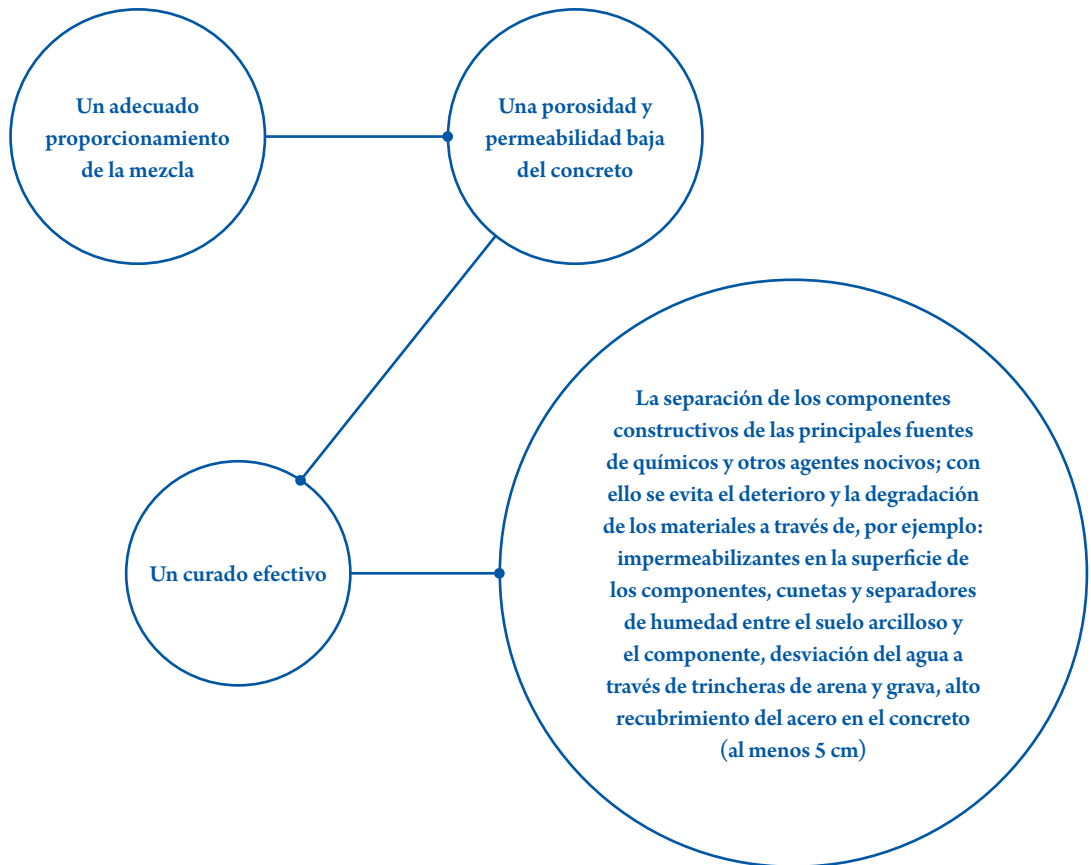 Un adecuado
proporcionamiento
de la mezcla
Una porosidad y
permeabilidad baja
del concreto
Un curado efectivo
La separación de los componentes
constructivos de las principales fuentes
de químicos y otros agentes nocivos; con
ello se evita el deterioro y la degradación
de los materiales a través de, por ejemplo:
impermeabilizantes en la superficie de
los componentes, cunetas y separadores
de humedad entre el suelo arcilloso y
el componente, desviación del agua a
través de trincheras de arena y grava, alto
recubrimiento del acero en el concreto
(al menos 5 cm)